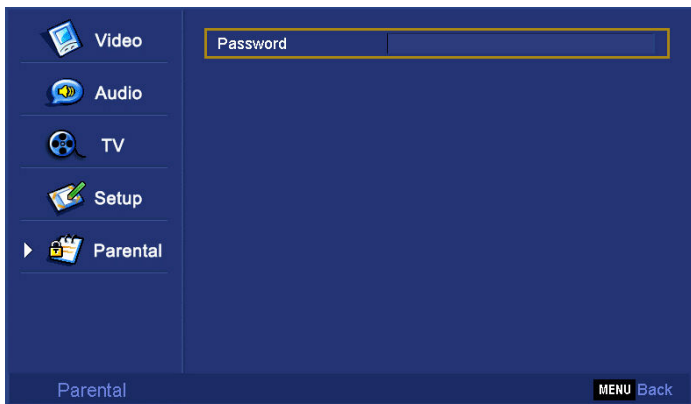 Video
Password
Audio
TV
Setup
Parental
Parental
MENU Back